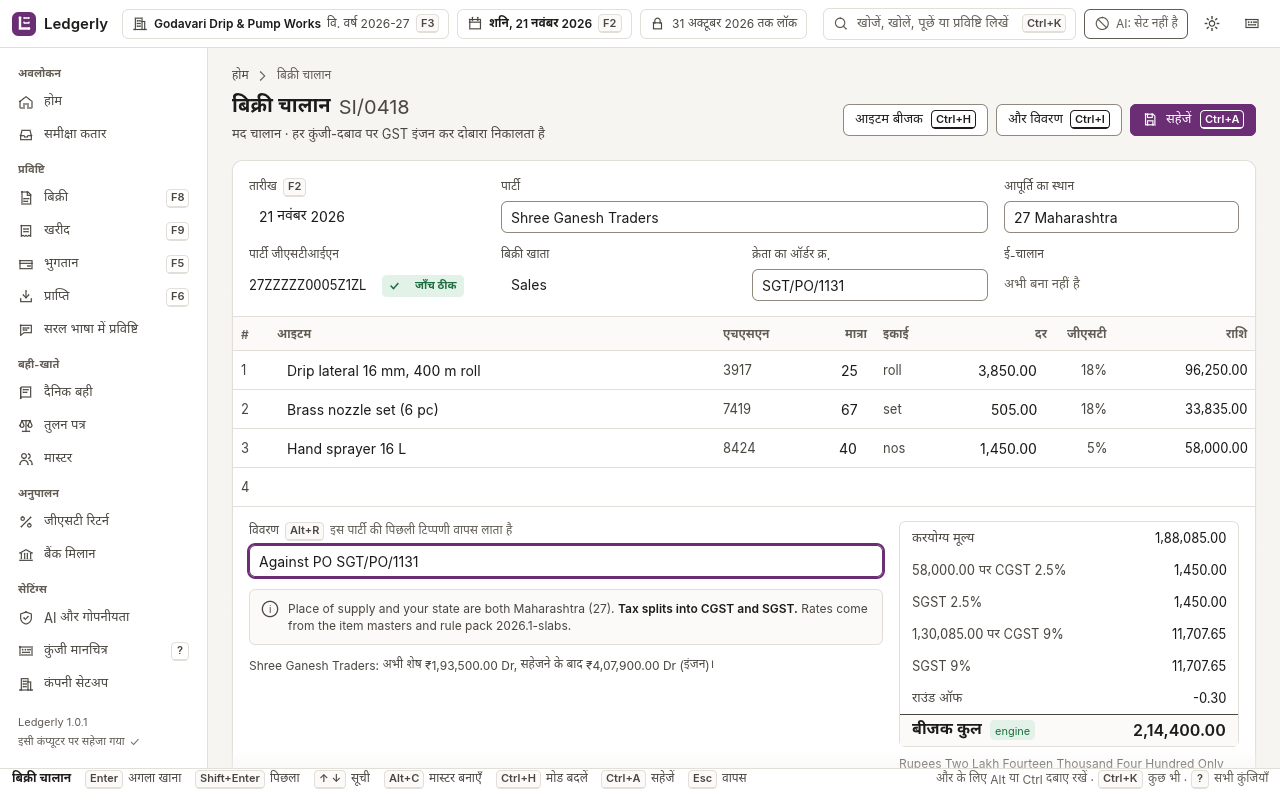 Ledgerly
Godavari Drip & Pump Works वि. वर्ष 2026-27 F3
शनि, 21 नवंबर 2026 F2
31 अक्टूबर 2026 तक लॉक
खोजें, खोलें, पूछें या प्रविष्टि लिखें Ctrl+K
AI: सेट नहीं है
अवलोकन
होम
समीक्षा कतार
प्रविष्टि
बिक्री F8
खरीद F9
भुगतान F5
प्राप्ति F6
सरल भाषा में प्रविष्टि
बही-खाते
दैनिक बही
तुलन पत्र
मास्टर
अनुपालन
जीएसटी रिटर्न
बैंक मिलान
सेटिंग्स
AI और गोपनीयता
कुंजी मानचित्र ?
कंपनी सेटअप
Ledgerly 1.0.1
इसी कंप्यूटर पर सहेजा गया
होम > बिक्री चालान
बिक्री चालान SI/0418
मद चालान · हर कुंजी-दबाव पर GST इंजन कर दोबारा निकालता है
आइटम बीजक Ctrl+H
और विवरण Ctrl+I
सहेजें Ctrl+A
तारीख F2 पार्टी आपूर्ति का स्थान
21 नवंबर 2026 Shree Ganesh Traders 27 Maharashtra
पार्टी जीएसटीआईएन बिक्री खाता क्रेता का ऑर्डर क्र. ई-चालान
27ZZZZZ0005Z1ZL जाँच ठीक Sales SGT/PO/1131 अभी बना नहीं है
# आइटम एचएसएन मात्रा इकाई दर जीएसटी राशि
1 Drip lateral 16 mm, 400 m roll 3917 25 roll 3,850.00 18% 96,250.00
2 Brass nozzle set (6 pc) 7419 67 set 505.00 18% 33,835.00
3 Hand sprayer 16 L 8424 40 nos 1,450.00 5% 58,000.00
4
विवरण Alt+R इस पार्टी की पिछली टिप्पणी वापस लाता है
Against PO SGT/PO/1131
Place of supply and your state are both Maharashtra (27). Tax splits into CGST and SGST. Rates come
from the item masters and rule pack 2026.1-slabs.
Shree Ganesh Traders: अभी शेष ₹1,93,500.00 Dr, सहेजने के बाद ₹4,07,900.00 Dr (इंजन)।
करयोग्य मूल्य 1,88,085.00
58,000.00 पर CGST 2.5% 1,450.00
SGST 2.5% 1,450.00
1,30,085.00 पर CGST 9% 11,707.65
SGST 9% 11,707.65
राउंड ऑफ -0.30
बीजक कुल engine 2,14,400.00
Rupees Two Lakh Fourteen Thousand Four Hundred Only
बिक्री चालान Enter अगला खाना Shift+Enter पिछला ↑ ↓ सूची Alt+C मास्टर बनाएँ Ctrl+H मोड बदलें Ctrl+A सहेजें Esc वापस और के लिए Alt या Ctrl दबाए रखें · Ctrl+K कुछ भी · ? सभी कुंजियाँ